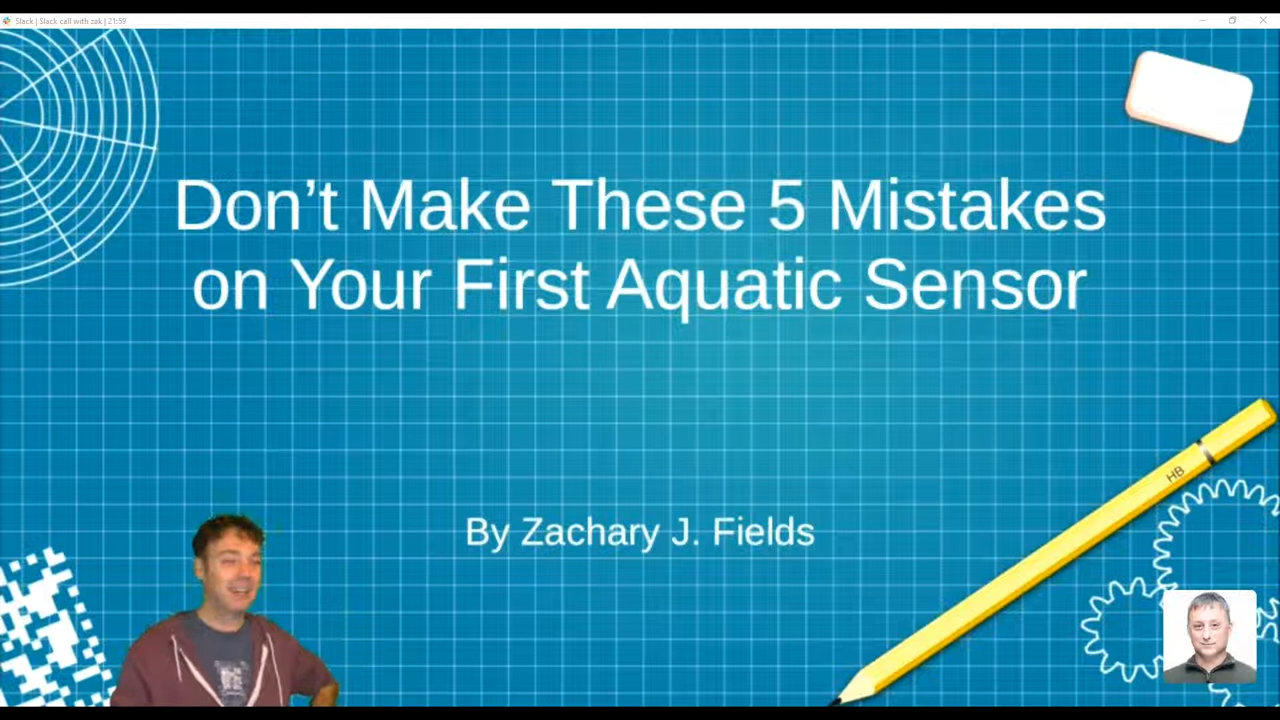 Slack | Slack call with zak | 21:59
Don't Make These 5 Mistakes
on Your First Aquatic Sensor
By Zachary J. Fields
HB